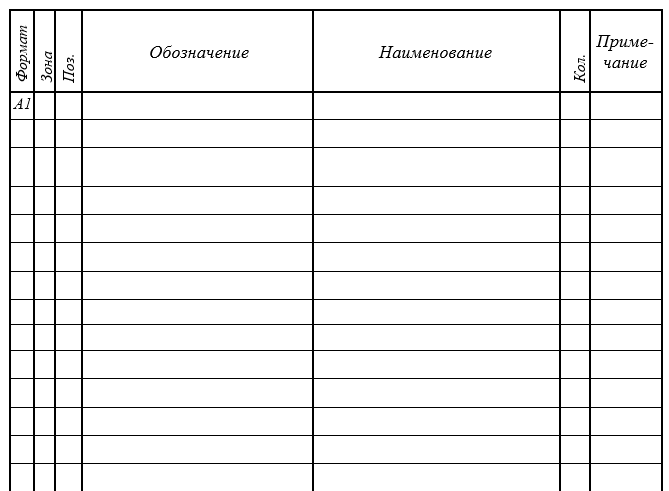 Формат
Зона
Поз.
Обозначение
Наименование
Кол.
Приме-
чание
А1